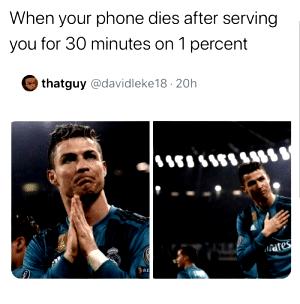 When your phone dies after serving
you for 30 minutes on 1 percent
thatguy @davidleke18 · 20h